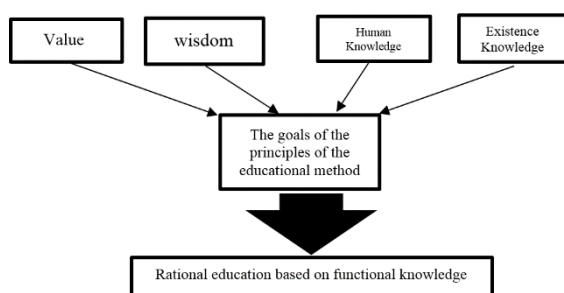 Value
wisdom
Human
Knowledge
Existence
Knowledge
The goals of the
principles of the
educational method
Rational education based on functional knowledge